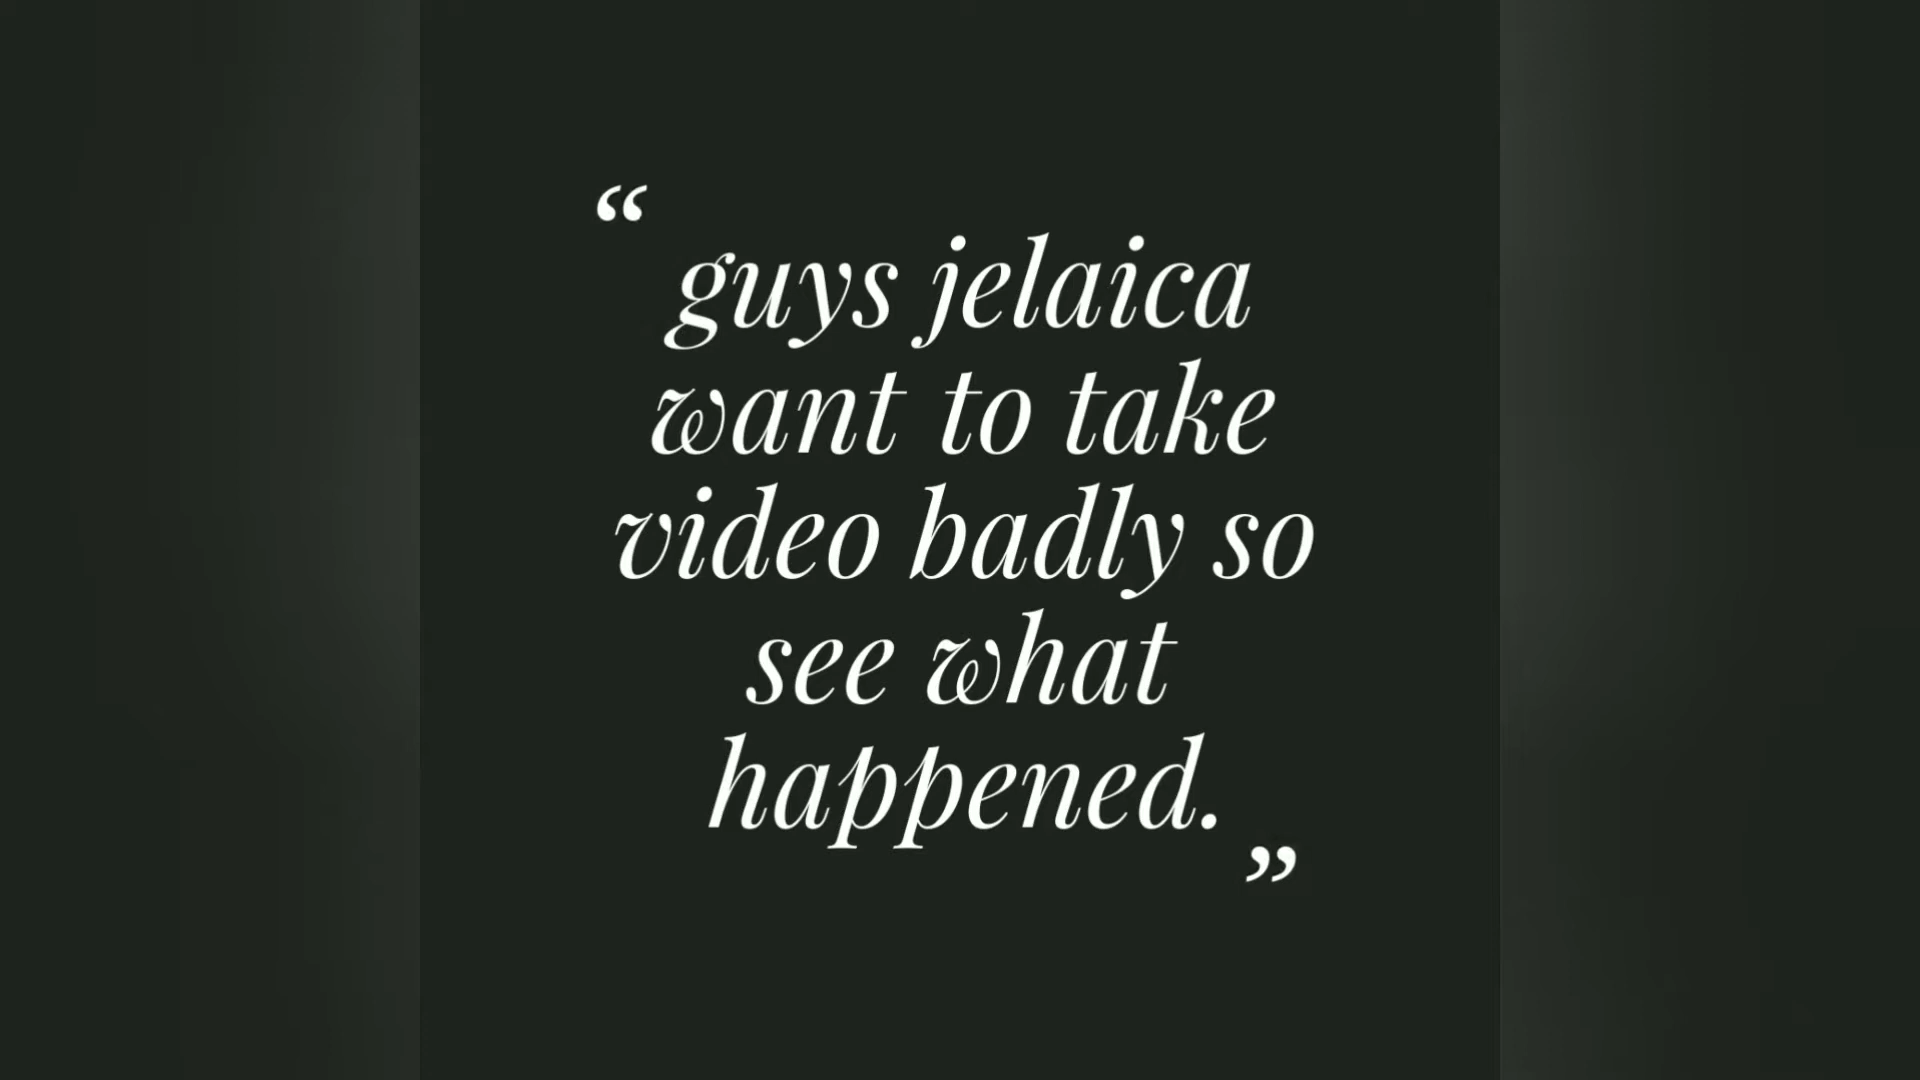 “
guys jelaica
want to take
video badly so
see what
happened.
”